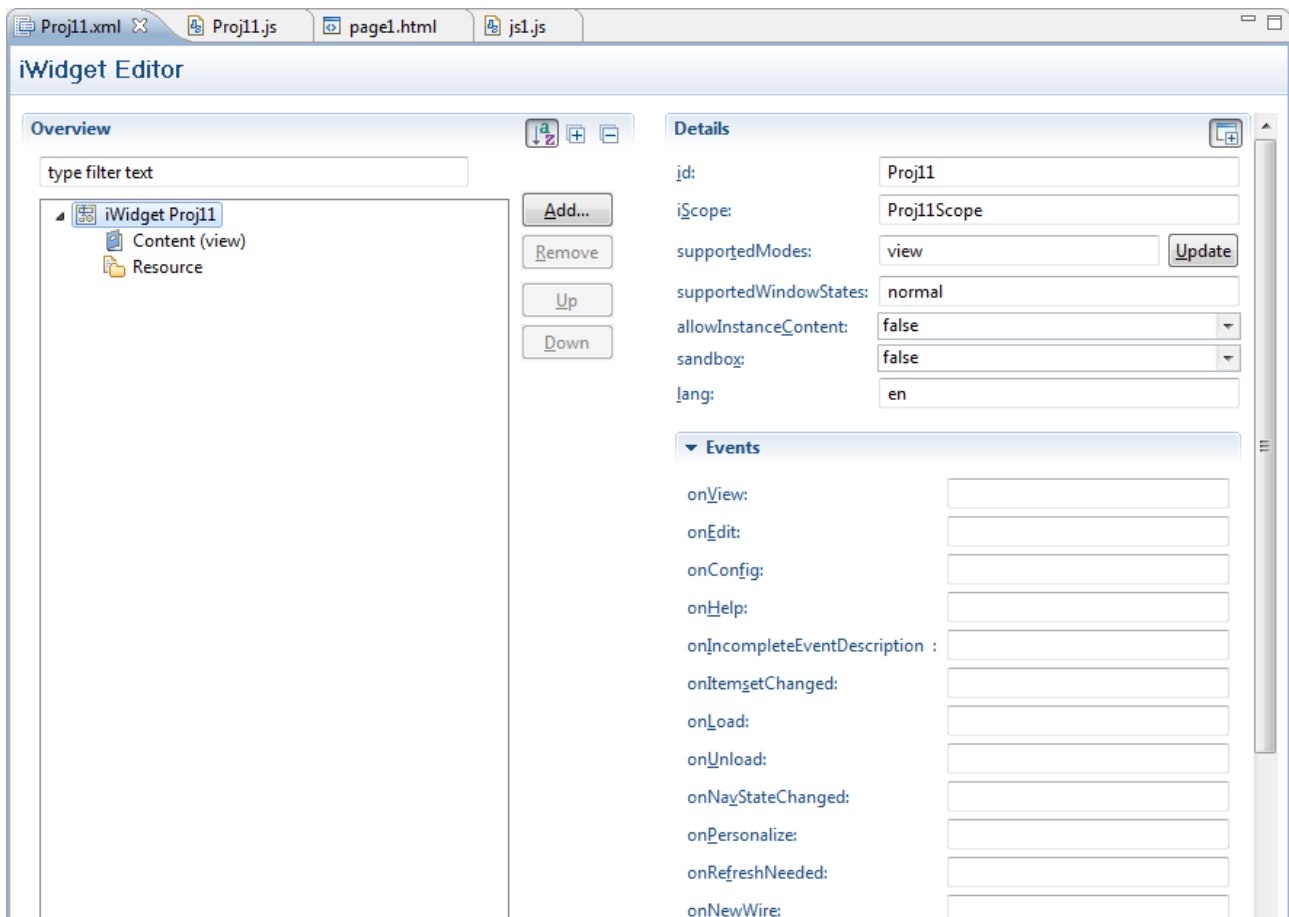 Proj11.xml Proj11.js page1.html js1.js
iWidget Editor
Overview
type filter text
iWidget Proj11
Content (view)
Resource
Add...
Remove
Up
Down
Details
id: Proj11
iScope: Proj11Scope
supportedModes: view Update
supportedWindowStates: normal
allowInstanceContent: false
sandbox: false
lang: en
Events
onView:
onEdit:
onConfig:
onHelp:
onIncompleteEventDescription :
onItemsetChanged:
onLoad:
onUnload:
onNavStateChanged:
onPersonalize:
onRefreshNeeded:
onNewWire: